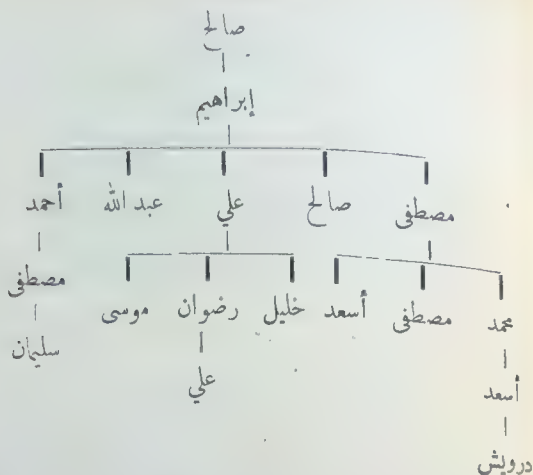 صالح
إبراهيم
مصطفى صالح علي عبد الله أحمد
محمد مصطفى أسعد خليل رضوان موسى مصطفى
أسعد علي سليمان
درويش